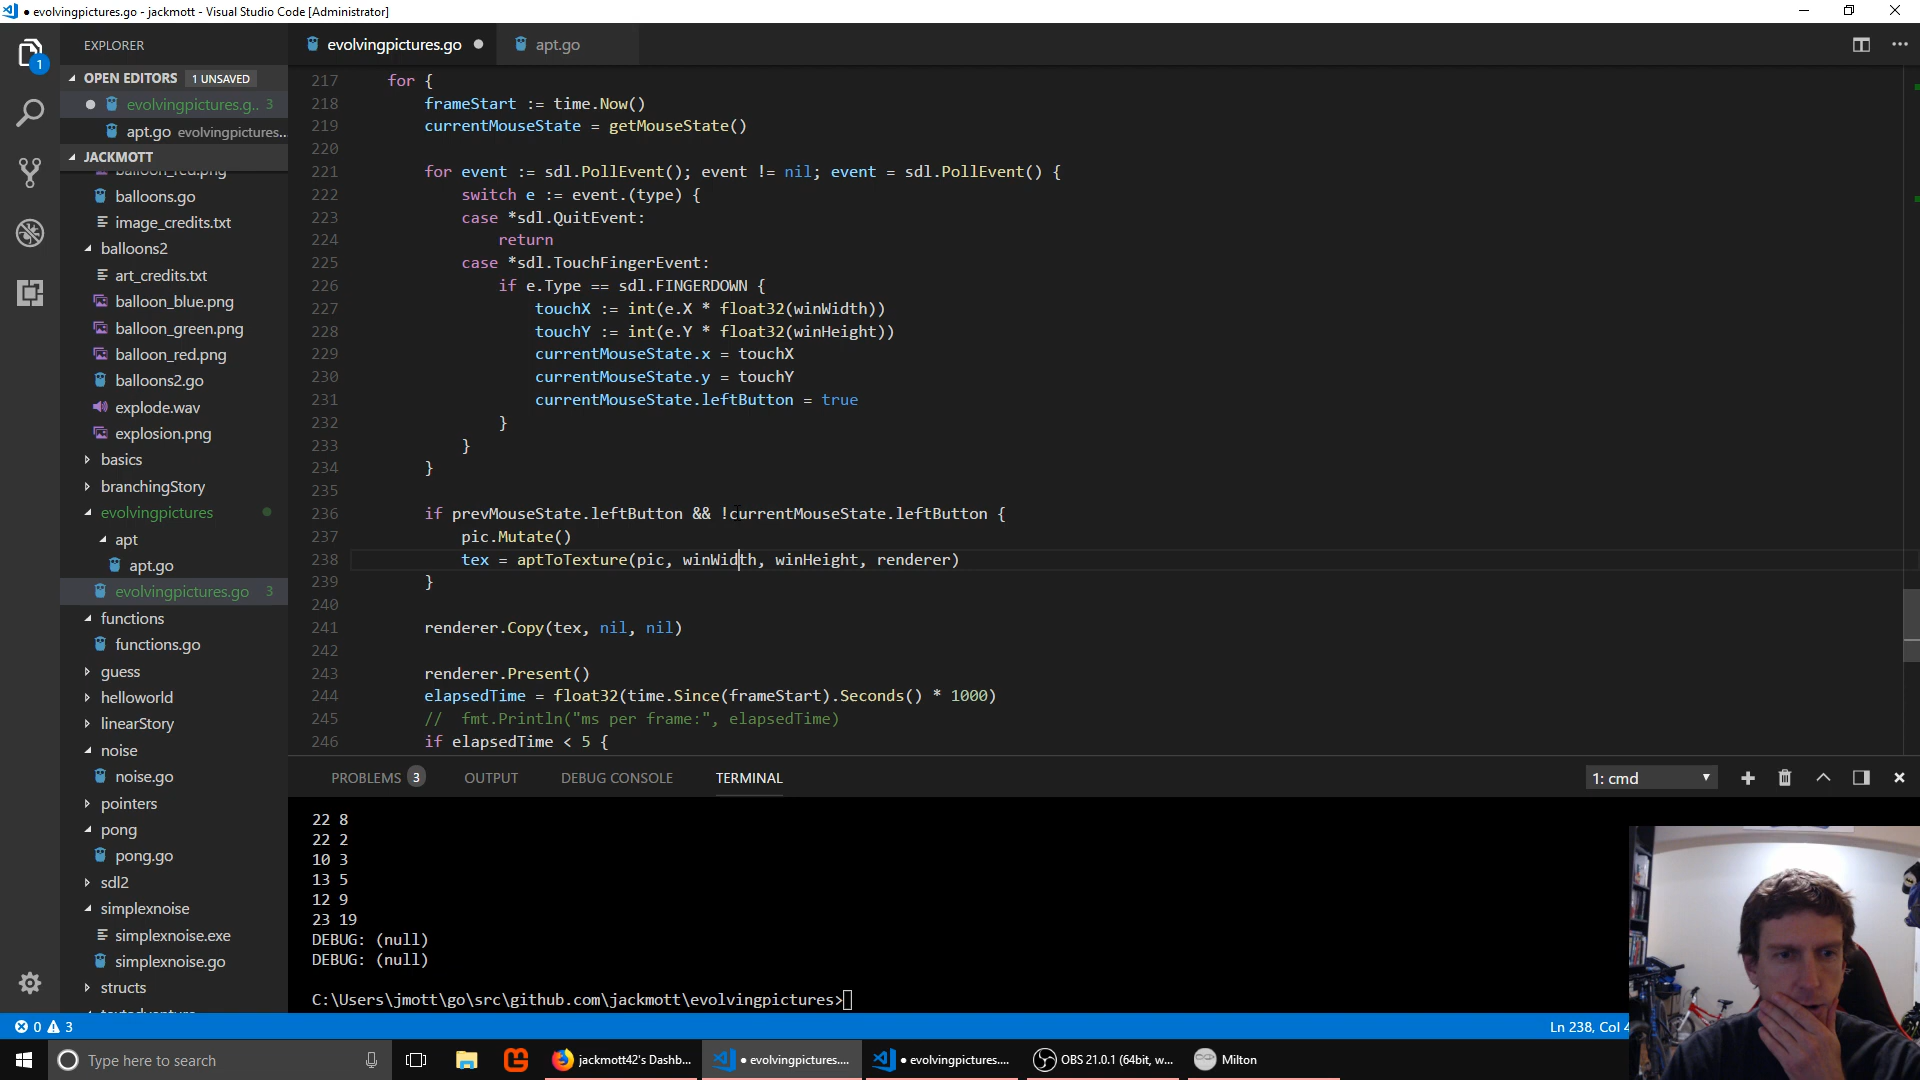 ● evolvingpictures.go - jackmott - Visual Studio Code [Administrator]
EXPLORER
OPEN EDITORS 1 UNSAVED
evolvingpictures.g.. 3
apt.go evolvingpictures...
JACKMOTT
balloon_red.png
balloons.go
image_credits.txt
balloons2
art_credits.txt
balloon_blue.png
balloon_green.png
balloon_red.png
balloons2.go
explode.wav
explosion.png
basics
branchingStory
evolvingpictures
apt
apt.go
evolvingpictures.go 3
functions
functions.go
guess
helloworld
linearStory
noise
noise.go
pointers
pong
pong.go
sdl2
simplexnoise
simplexnoise.exe
simplexnoise.go
structs
1
evolvingpictures.go ●
apt.go
217 for {
218 frameStart := time.Now()
219 currentMouseState = getMouseState()
220
221 for event := sdl.PollEvent(); event != nil; event = sdl.PollEvent() {
222 switch e := event.(type) {
223 case *sdl.QuitEvent:
224 return
225 case *sdl.TouchFingerEvent:
226 if e.Type == sdl.FINGERDOWN {
227 touchX := int(e.X * float32(winWidth))
228 touchY := int(e.Y * float32(winHeight))
229 currentMouseState.x = touchX
230 currentMouseState.y = touchY
231 currentMouseState.leftButton = true
232 }
233 }
234 }
235
236 if prevMouseState.leftButton && !currentMouseState.leftButton {
237 pic.Mutate()
238 tex = aptToTexture(pic, winWidth, winHeight, renderer)
239 }
240
241 renderer.Copy(tex, nil, nil)
242
243 renderer.Present()
244 elapsedTime = float32(time.Since(frameStart).Seconds() * 1000)
245 // fmt.Println("ms per frame:", elapsedTime)
246 if elapsedTime < 5 {
PROBLEMS 3 OUTPUT DEBUG CONSOLE TERMINAL
1: cmd
22 8
22 2
10 3
13 5
12 9
23 19
DEBUG: (null)
DEBUG: (null)
C:\Users\jmott\go\src\github.com\jackmott\evolvingpictures>
0 3
Ln 238, Col
Type here to search
jackmott42's Dashb...
● evolvingpictures....
● evolvingpictures....
OBS 21.0.1 (64bit, w...
Milton